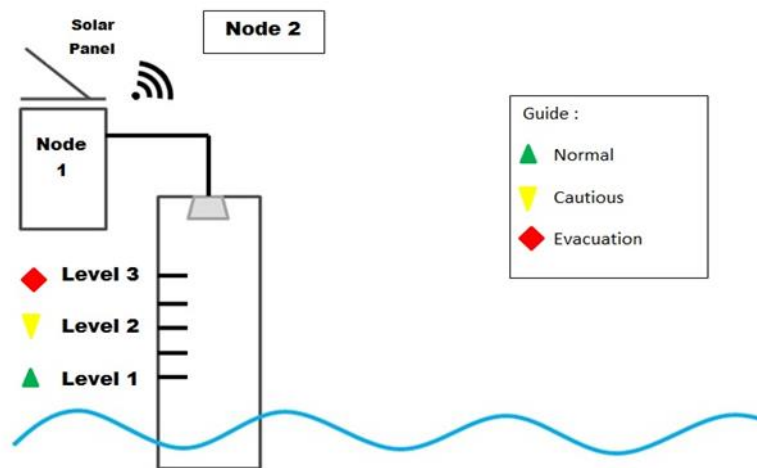 Solar
Panel
Node 2
Node
1
Guide :
Normal
Cautious
Evacuation
Level 3
Level 2
Level 1